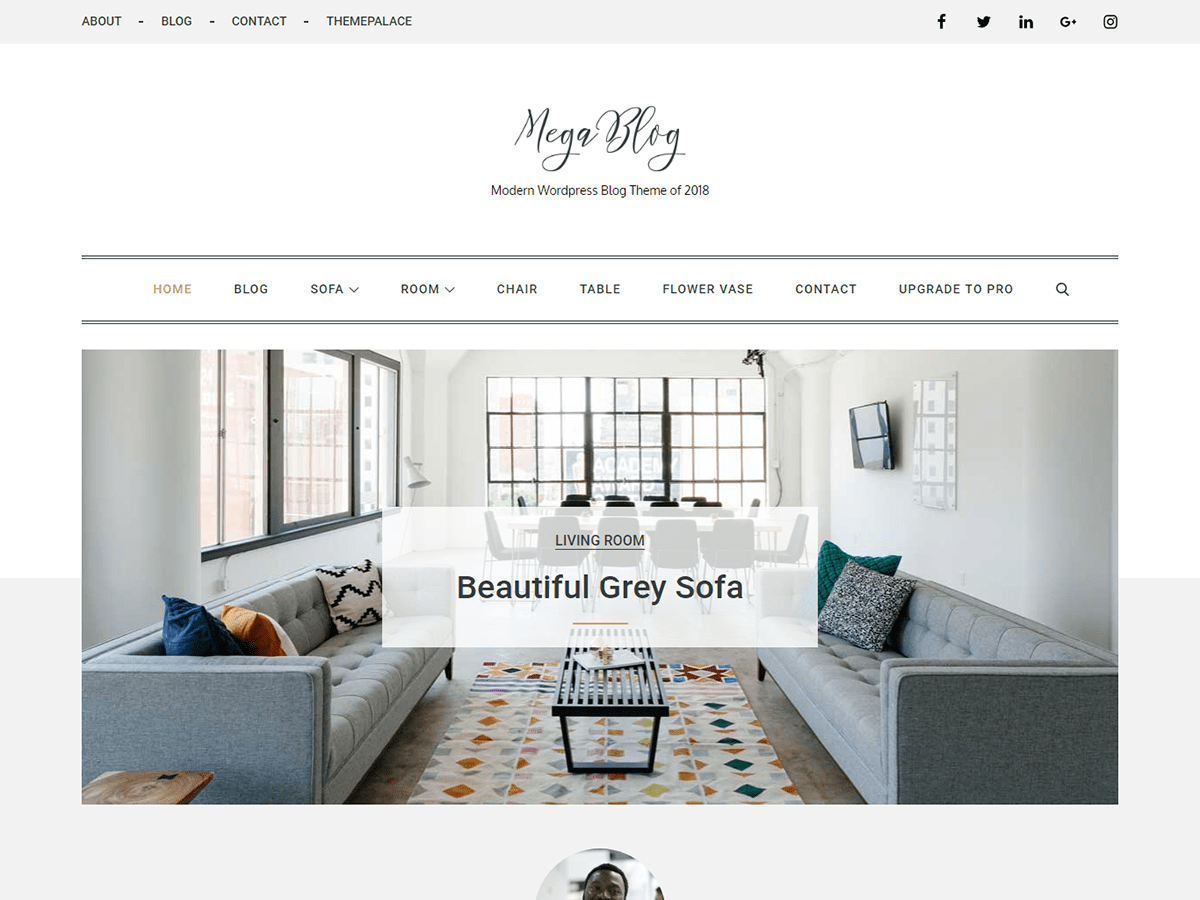 ABOUT - BLOG - CONTACT - THEMEPALACE
Mega Blog
Modern Wordpress Blog Theme of 2018
HOME BLOG SOFA ROOM CHAIR TABLE FLOWER VASE CONTACT UPGRADE TO PRO
ACADEMY
LIVING ROOM
Beautiful Grey Sofa